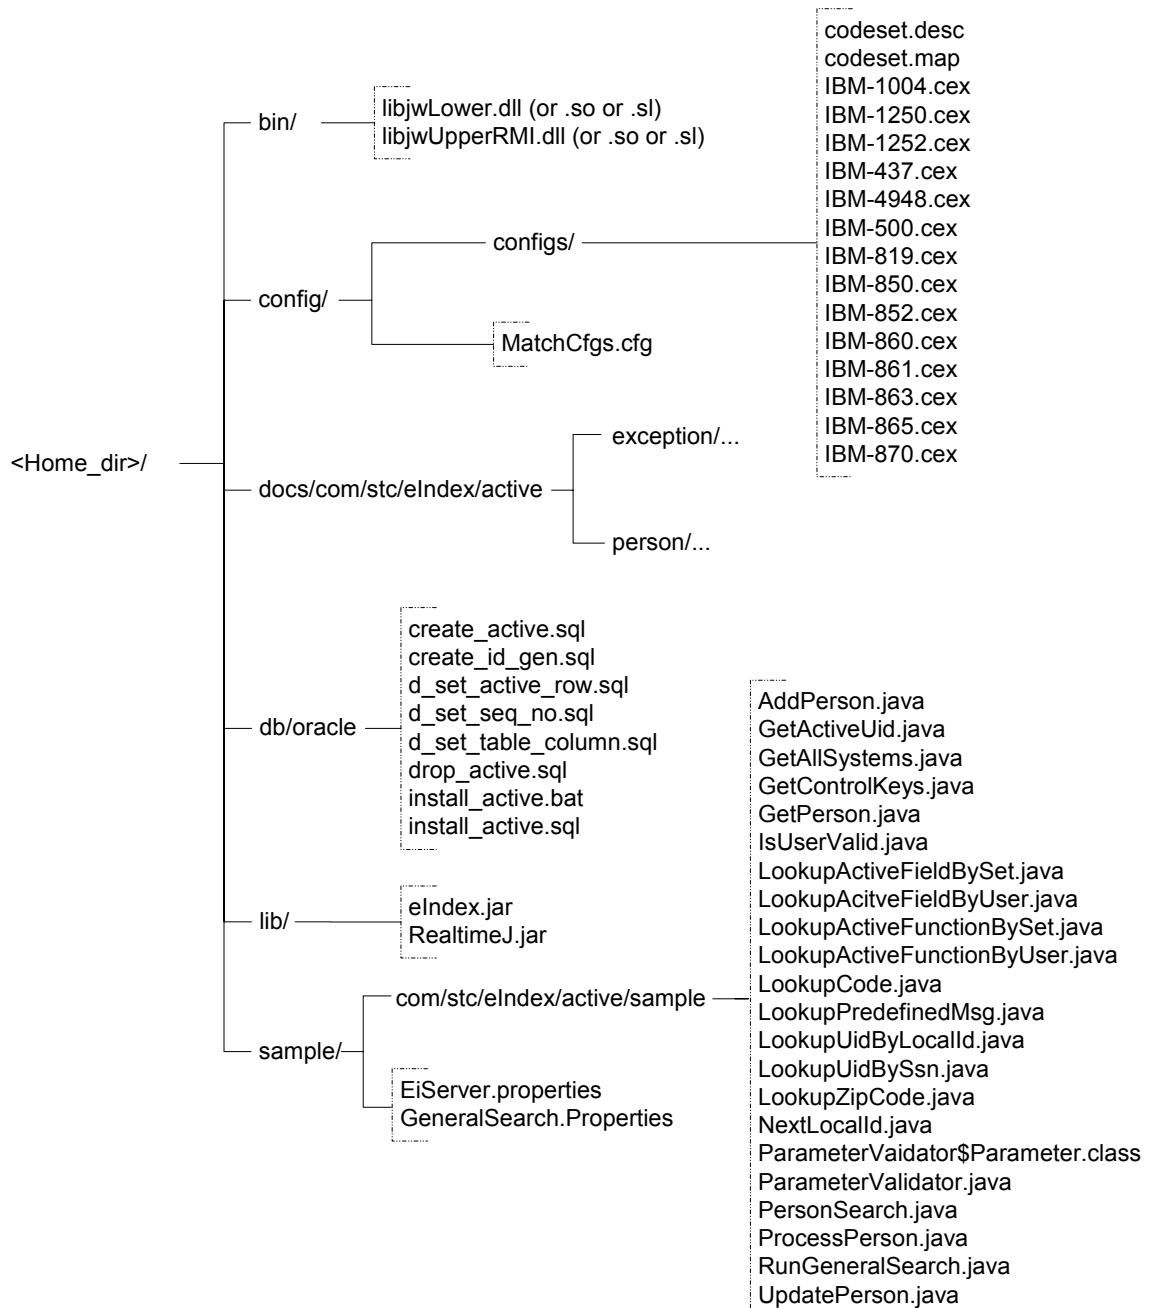 codeset.desc
codeset.map
IBM-1004.cex
IBM-1250.cex
IBM-1252.cex
IBM-437.cex
IBM-4948.cex
IBM-500.cex
IBM-819.cex
IBM-850.cex
IBM-852.cex
IBM-860.cex
IBM-861.cex
IBM-863.cex
IBM-865.cex
IBM-870.cex
bin/
libjwLower.dll (or .so or .sl)
libjwUpperRMI.dll (or .so or .sl)
configs/
config/
MatchCfgs.cfg
<Home_dir>/
exception/...
docs/com/stc/eIndex/active
person/...
create_active.sql
create_id_gen.sql
d_set_active_row.sql
d_set_seq_no.sql
db/oracle
d_set_table_column.sql
drop_active.sql
install_active.bat
install_active.sql
lib/
eIndex.jar
RealtimeJ.jar
com/stc/eIndex/active/sample
sample/
EiServer.properties
GeneralSearch.Properties
AddPerson.java
GetActiveUid.java
GetAllSystems.java
GetControlKeys.java
GetPerson.java
IsUserValid.java
LookupActiveFieldBySet.java
LookupAcitveFieldByUser.java
LookupActiveFunctionBySet.java
LookupActiveFunctionByUser.java
LookupCode.java
LookupPredefinedMsg.java
LookupUidByLocalId.java
LookupUidBySsn.java
LookupZipCode.java
NextLocalId.java
ParameterVaidator$Parameter.class
ParameterValidator.java
PersonSearch.java
ProcessPerson.java
RunGeneralSearch.java
UpdatePerson.java